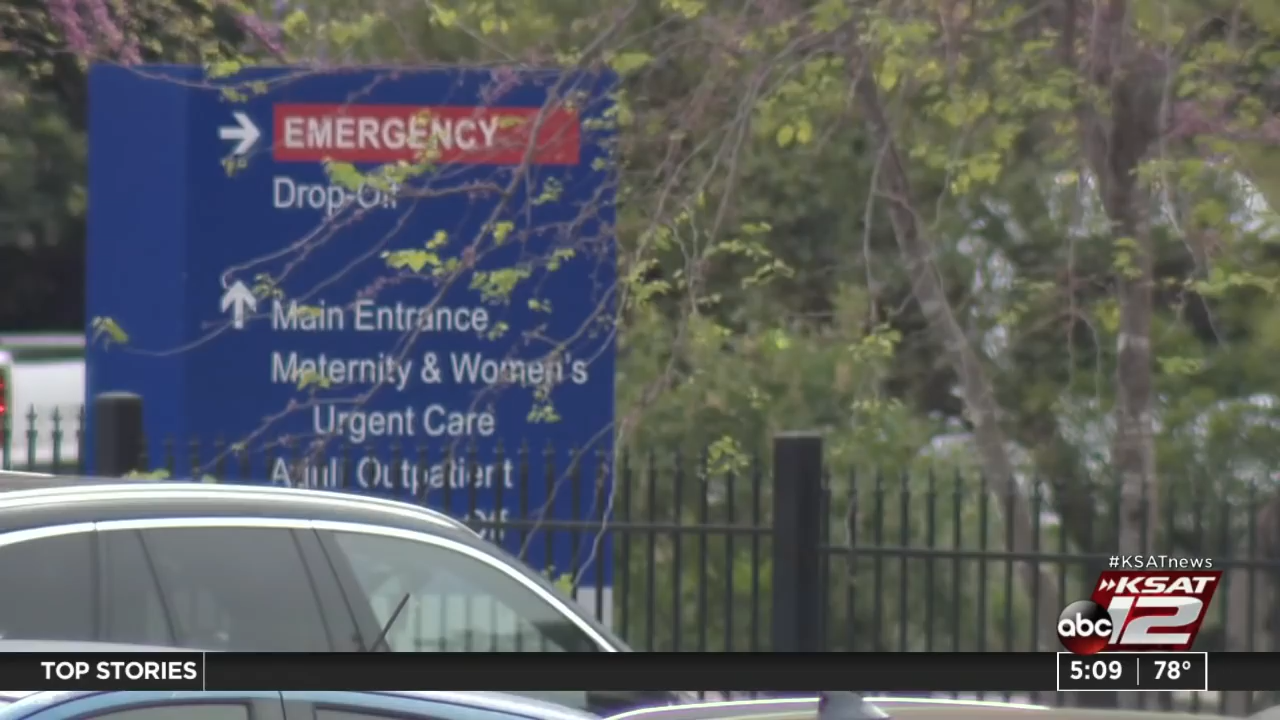 EMERGENCY
Drop-Off
Main Entrance
Maternity & Women's
Urgent Care
Adult Outpatient
#KSATnews
KSAT
abc 12
TOP STORIES
5:09 78°